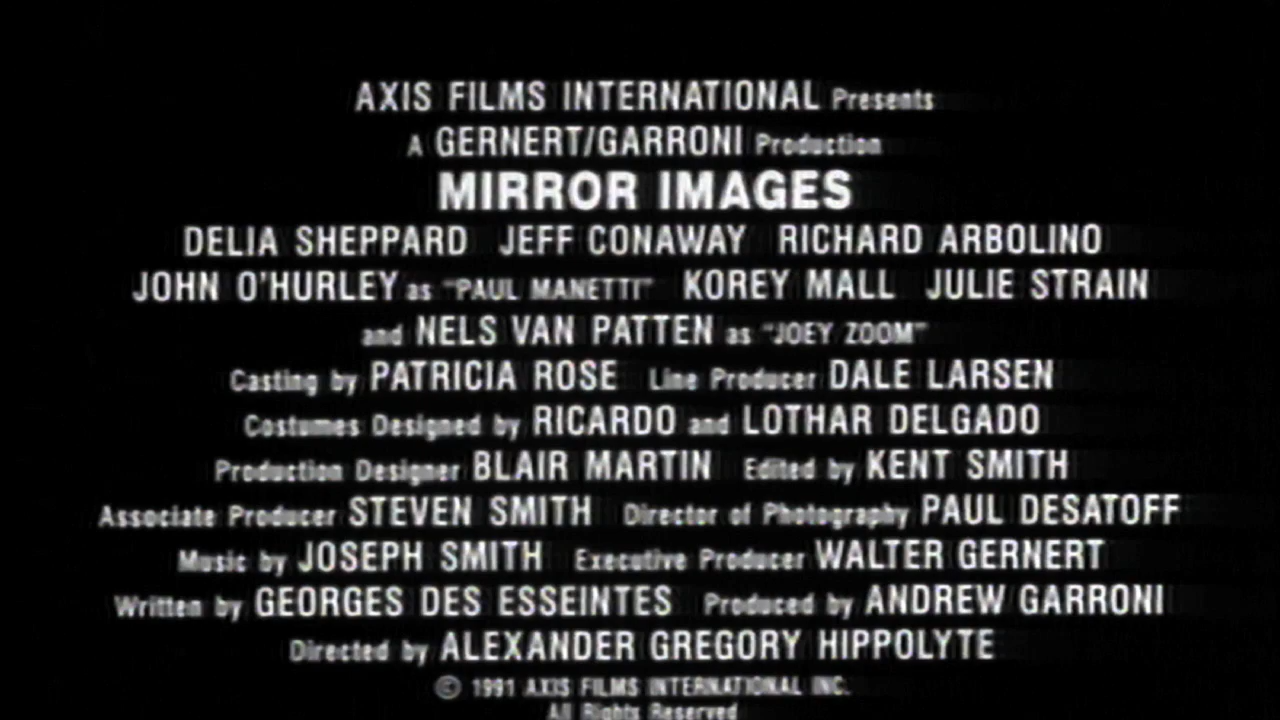 AXIS FILMS INTERNATIONAL Presents
A GERNERT/GARRONI Production
MIRROR IMAGES
DELIA SHEPPARD JEFF CONAWAY RICHARD ARBOLINO
JOHN O'HURLEY as "PAUL MANETTI" KOREY MALL JULIE STRAIN
and NELS VAN PATTEN as "JOEY ZOOM"
Casting by PATRICIA ROSE Line Producer DALE LARSEN
Costumes Designed by RICARDO and LOTHAR DELGADO
Production Designer BLAIR MARTIN Edited by KENT SMITH
Associate Producer STEVEN SMITH Director of Photography PAUL DESATOFF
Music by JOSEPH SMITH Executive Producer WALTER GERNERT
Written by GEORGES DES ESSEINTES Produced by ANDREW GARRONI
Directed by ALEXANDER GREGORY HIPPOLYTE
© 1991 AXIS FILMS INTERNATIONAL INC.
All Rights Reserved